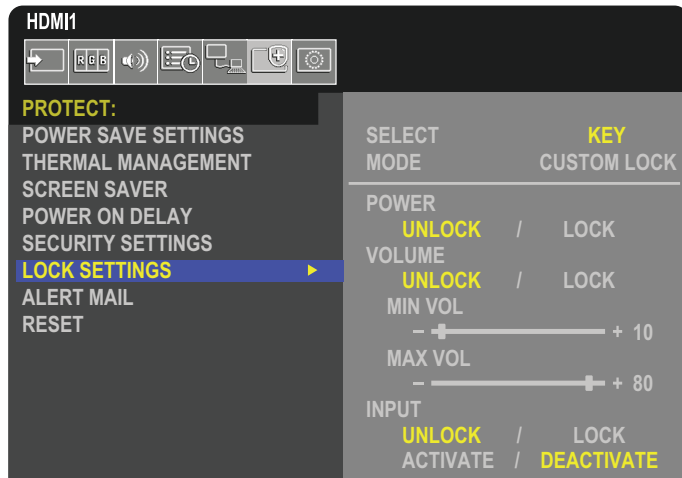 HDMI1
RGB
PROTECT:
POWER SAVE SETTINGS
THERMAL MANAGEMENT
SCREEN SAVER
POWER ON DELAY
SECURITY SETTINGS
LOCK SETTINGS
ALERT MAIL
RESET
SELECT KEY
MODE CUSTOM LOCK
POWER
UNLOCK / LOCK
VOLUME
UNLOCK / LOCK
MIN VOL
- + 10
MAX VOL
- + 80
INPUT
UNLOCK / LOCK
ACTIVATE / DEACTIVATE